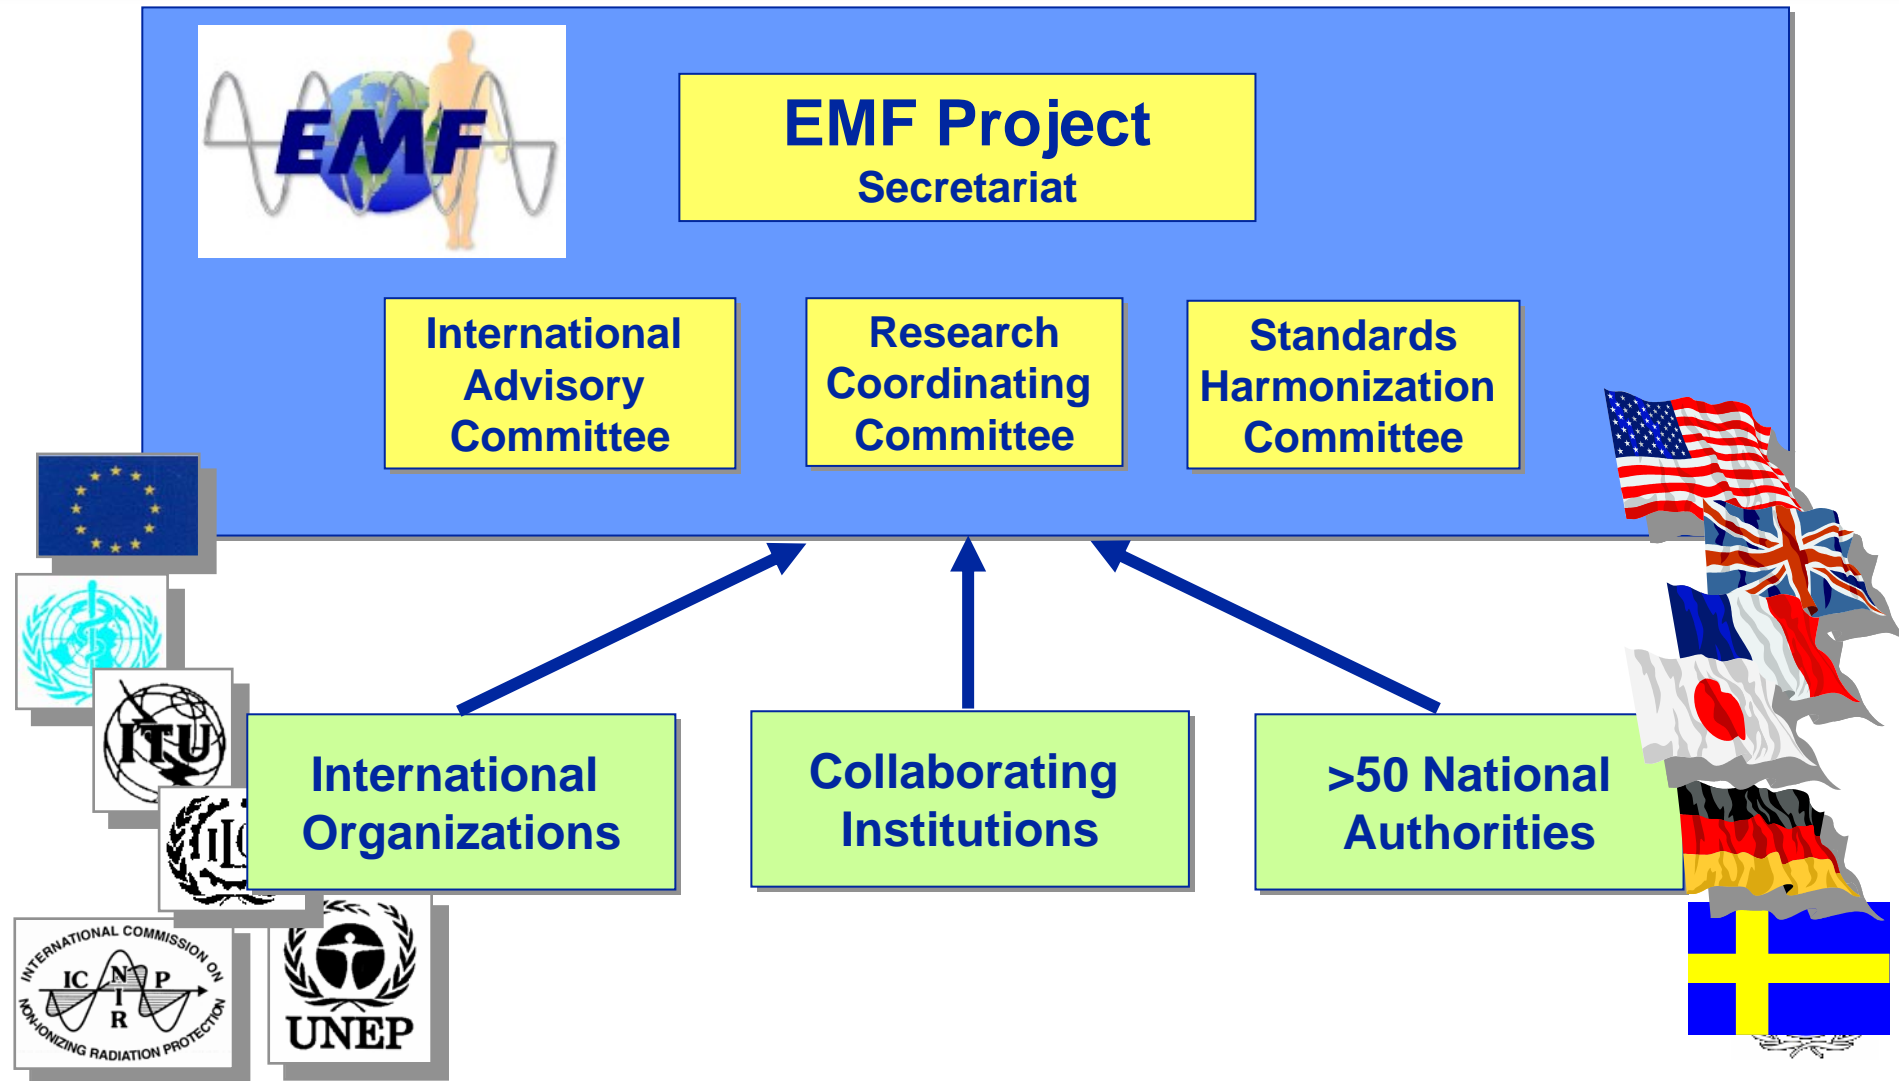 EMF
EMF Project
Secretariat
International
Advisory
Committee
Research
Coordinating
Committee
Standards
Harmonization
Committee
ITU
International
Organizations
Collaborating
Institutions
>50 National
Authorities
INTERNATIONAL COMMISSION ON
IC N P
I
R
NON-IONIZING RADIATION PROTECTION
UNEP